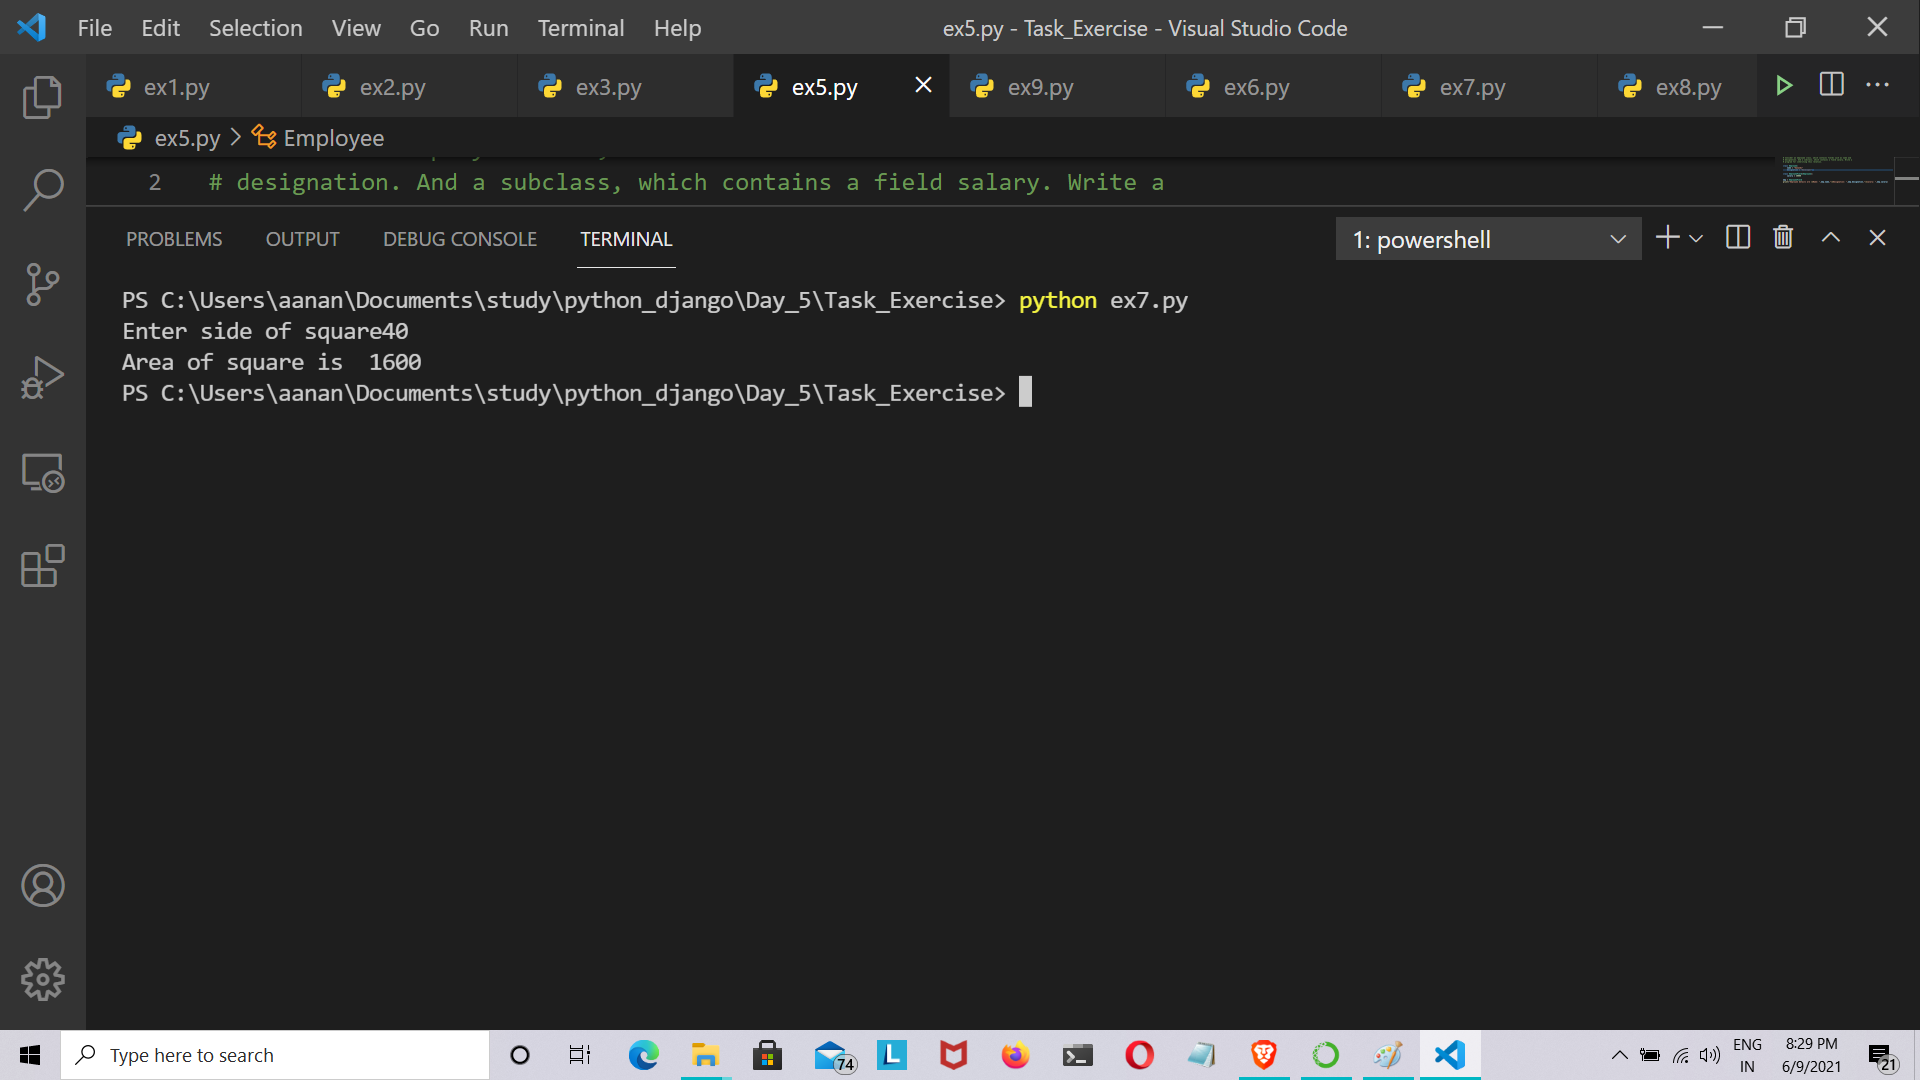 File Edit Selection View Go Run Terminal Help ex5.py - Task_Exercise - Visual Studio Code
ex1.py ex2.py ex3.py ex5.py ex9.py ex6.py ex7.py ex8.py
ex5.py > Employee
2 # designation. And a subclass, which contains a field salary. Write a
PROBLEMS OUTPUT DEBUG CONSOLE TERMINAL 1: powershell
PS C:\Users\aanan\Documents\study\python_django\Day_5\Task_Exercise> python ex7.py
Enter side of square40
Area of square is  1600
PS C:\Users\aanan\Documents\study\python_django\Day_5\Task_Exercise>
Type here to search 74 L ENG 8:29 PM
IN 6/9/2021 21